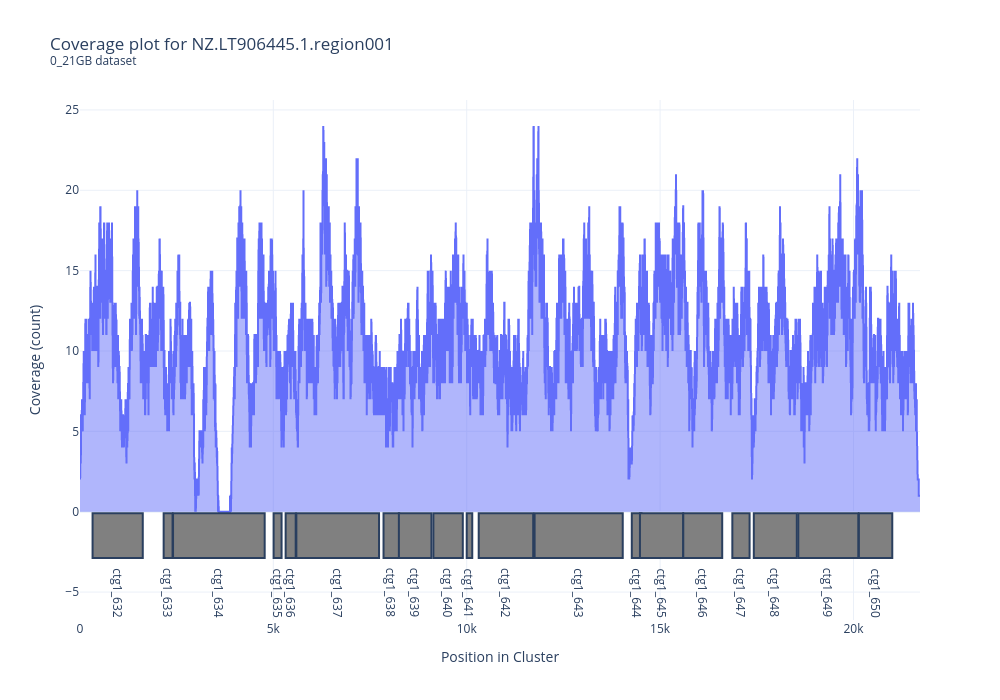 Coverage plot for NZ.LT906445.1.region001
0_21GB dataset
25
20
15
10
5
0
−5
Coverage (count)
ctg1_632
ctg1_633
ctg1_634
ctg1_635
ctg1_636
ctg1_637
ctg1_638
ctg1_639
ctg1_640
ctg1_641
ctg1_642
ctg1_643
ctg1_644
ctg1_645
ctg1_646
ctg1_647
ctg1_648
ctg1_649
ctg1_650
0
5k
10k
15k
20k
Position in Cluster